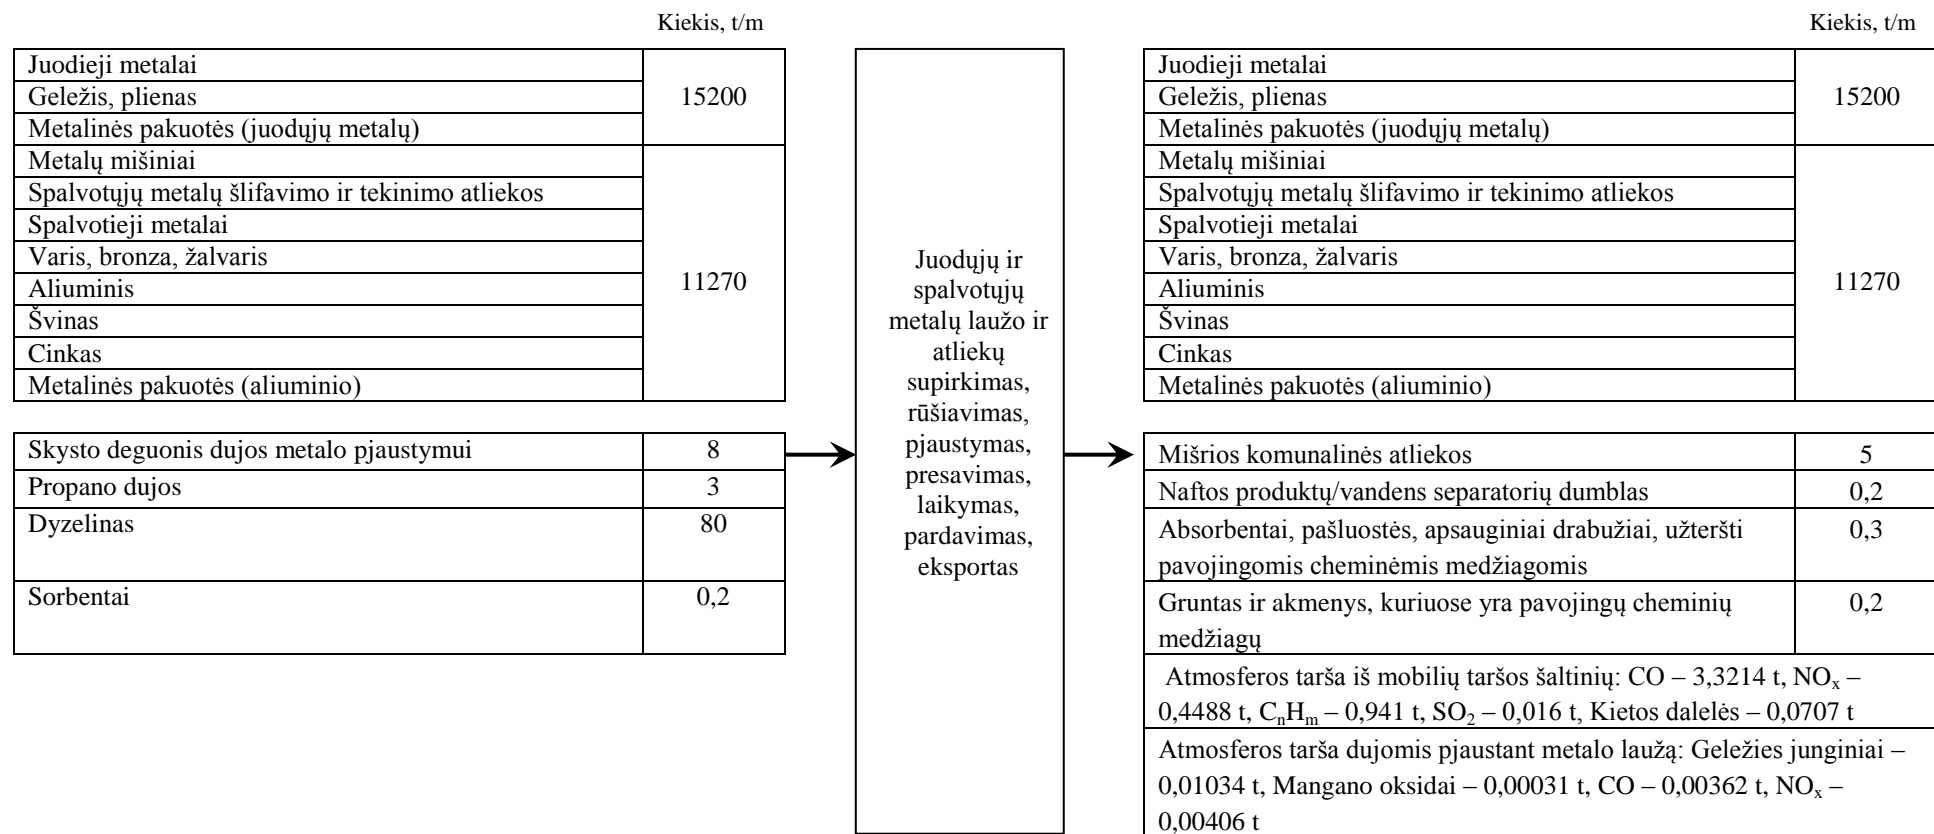 Kiekis, t/m
Juodieji metalai
Geležis, plienas
Metalinės pakuotės (juodųjų metalų)
15200
Metalų mišiniai
Spalvotųjų metalų šlifavimo ir tekinimo atliekos
Spalvotieji metalai
Varis, bronza, žalvaris
Aliuminis
Švinas
Cinkas
Metalinės pakuotės (aliuminio)
11270
Skysto deguonis dujos metalo pjaustymui 8
Propano dujos 3
Dyzelinas 80
Sorbentai 0,2
Juodųjų ir
spalvotųjų
metalų laužo ir
atliekų
supirkimas,
rūšiavimas,
pjaustymas,
presavimas,
laikymas,
pardavimas,
eksportas
Kiekis, t/m
Juodieji metalai
Geležis, plienas
Metalinės pakuotės (juodųjų metalų)
15200
Metalų mišiniai
Spalvotųjų metalų šlifavimo ir tekinimo atliekos
Spalvotieji metalai
Varis, bronza, žalvaris
Aliuminis
Švinas
Cinkas
Metalinės pakuotės (aliuminio)
11270
Mišrios komunalinės atliekos 5
Naftos produktų/vandens separatorių dumblas 0,2
Absorbentai, pašluostės, apsauginiai drabužiai, užteršti 0,3
pavojingomis cheminėmis medžiagomis
Gruntas ir akmenys, kuriuose yra pavojingų cheminių 0,2
medžiagų
Atmosferos tarša iš mobilių taršos šaltinių: CO – 3,3214 t, NOx –
0,4488 t, CnHm – 0,941 t, SO2 – 0,016 t, Kietos dalelės – 0,0707 t
Atmosferos tarša dujomis pjaustant metalo laužą: Geležies junginiai –
0,01034 t, Mangano oksidai – 0,00031 t, CO – 0,00362 t, NOx –
0,00406 t